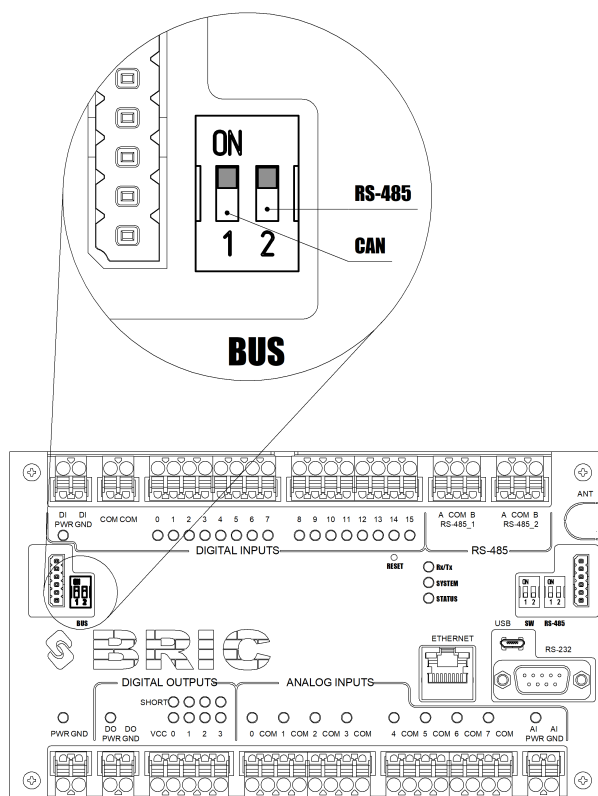 ON
RS-485
1 2
CAN
BUS
ANT
DI DI
PWR GND
COM COM
0 1 2 3 4 5 6 7
8 9 10 11 12 13 14 15
A COM B
RS-485_1
A COM B
RS-485_2
DIGITAL INPUTS
RS-485
RESET
Rx/Tx
SYSTEM
STATUS
ON
1 2
BUS
ON
1 2
SW
ON
1 2
RS-485
BRIC
ETHERNET
USB
RS-232
DIGITAL OUTPUTS
ANALOG INPUTS
SHORT
PWR GND
DO DO
PWR GND
VCC 0 1 2 3
0 COM 1 COM 2 COM 3 COM
4 COM 5 COM 6 COM 7 COM
AI AI
PWR GND